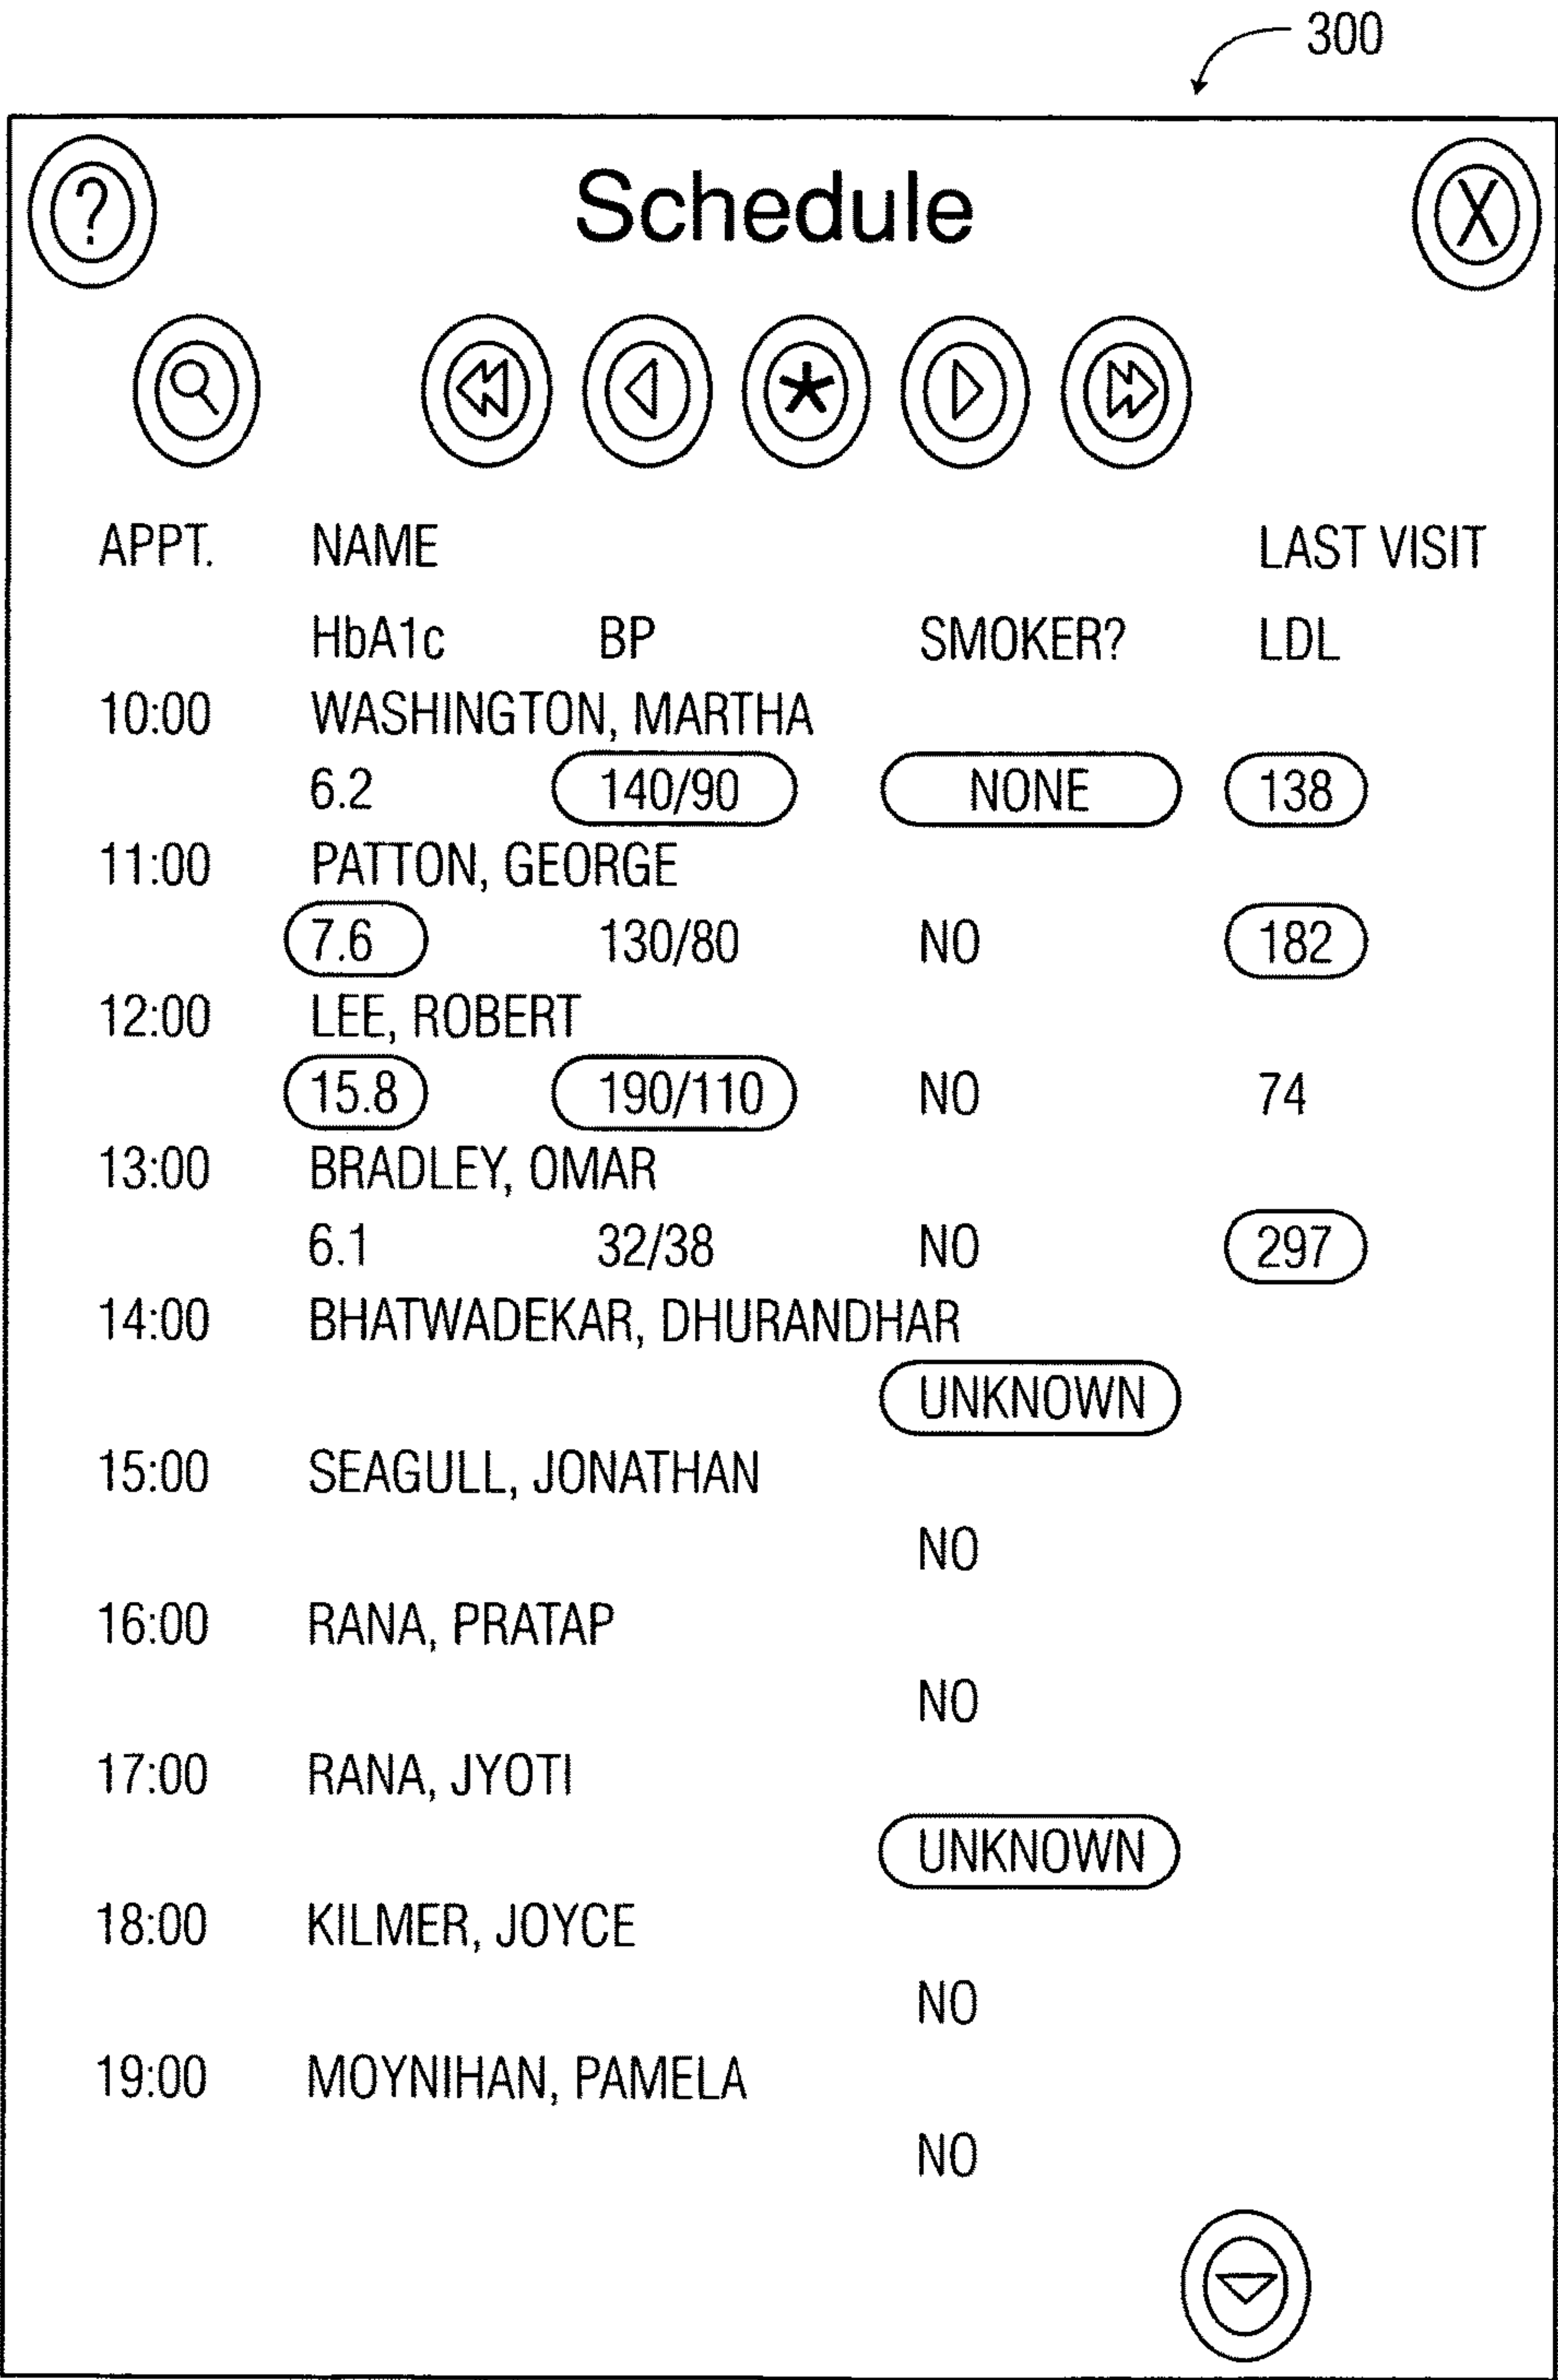 300
? Schedule X
*
APPT. NAME LAST VISIT
HbA1c BP SMOKER? LDL
10:00 WASHINGTON, MARTHA
6.2 140/90 NONE 138
11:00 PATTON, GEORGE
7.6 130/80 NO 182
12:00 LEE, ROBERT
15.8 190/110 NO 74
13:00 BRADLEY, OMAR
6.1 32/38 NO 297
14:00 BHATWADEKAR, DHURANDHAR
UNKNOWN
15:00 SEAGULL, JONATHAN
NO
16:00 RANA, PRATAP
NO
17:00 RANA, JYOTI
UNKNOWN
18:00 KILMER, JOYCE
NO
19:00 MOYNIHAN, PAMELA
NO